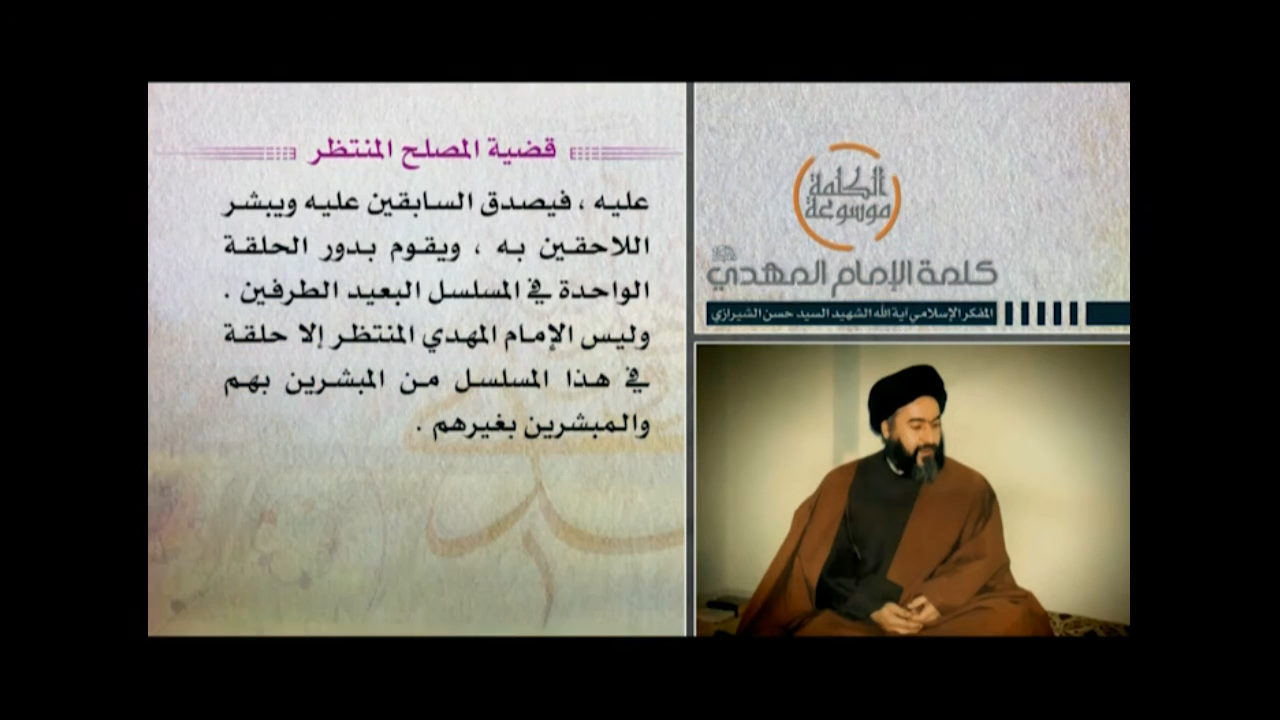 قضية المصلح المنتظر
عليه ، فيصدق السابقين عليه ويبشر
اللاحقين به ، ويقوم بدور الحلقة
الواحدة في المسلسل البعيد الطرفين .
وليس الإمام المهدي المنتظر إلا حلقة
في هذا المسلسل من المبشرين بهم
والمبشرين بغيرهم .
الكلمة
موسوعة
كلمة الإمام المهدي
المفكر الإسلامي آية الله الشهيد السيد حسن الشيرازي